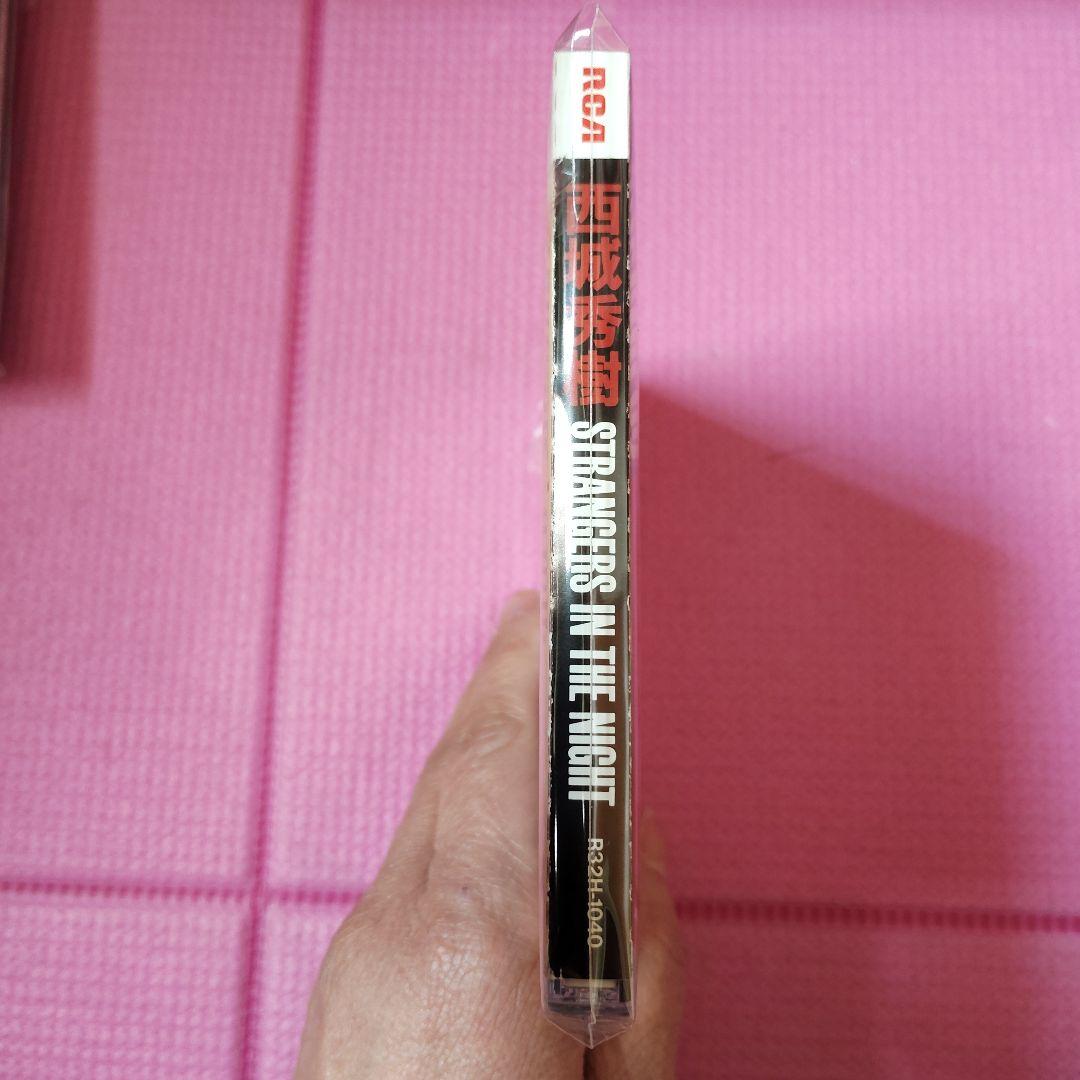 RCA
西城秀樹
STRANGERS IN THE NIGHT
R32H-1040